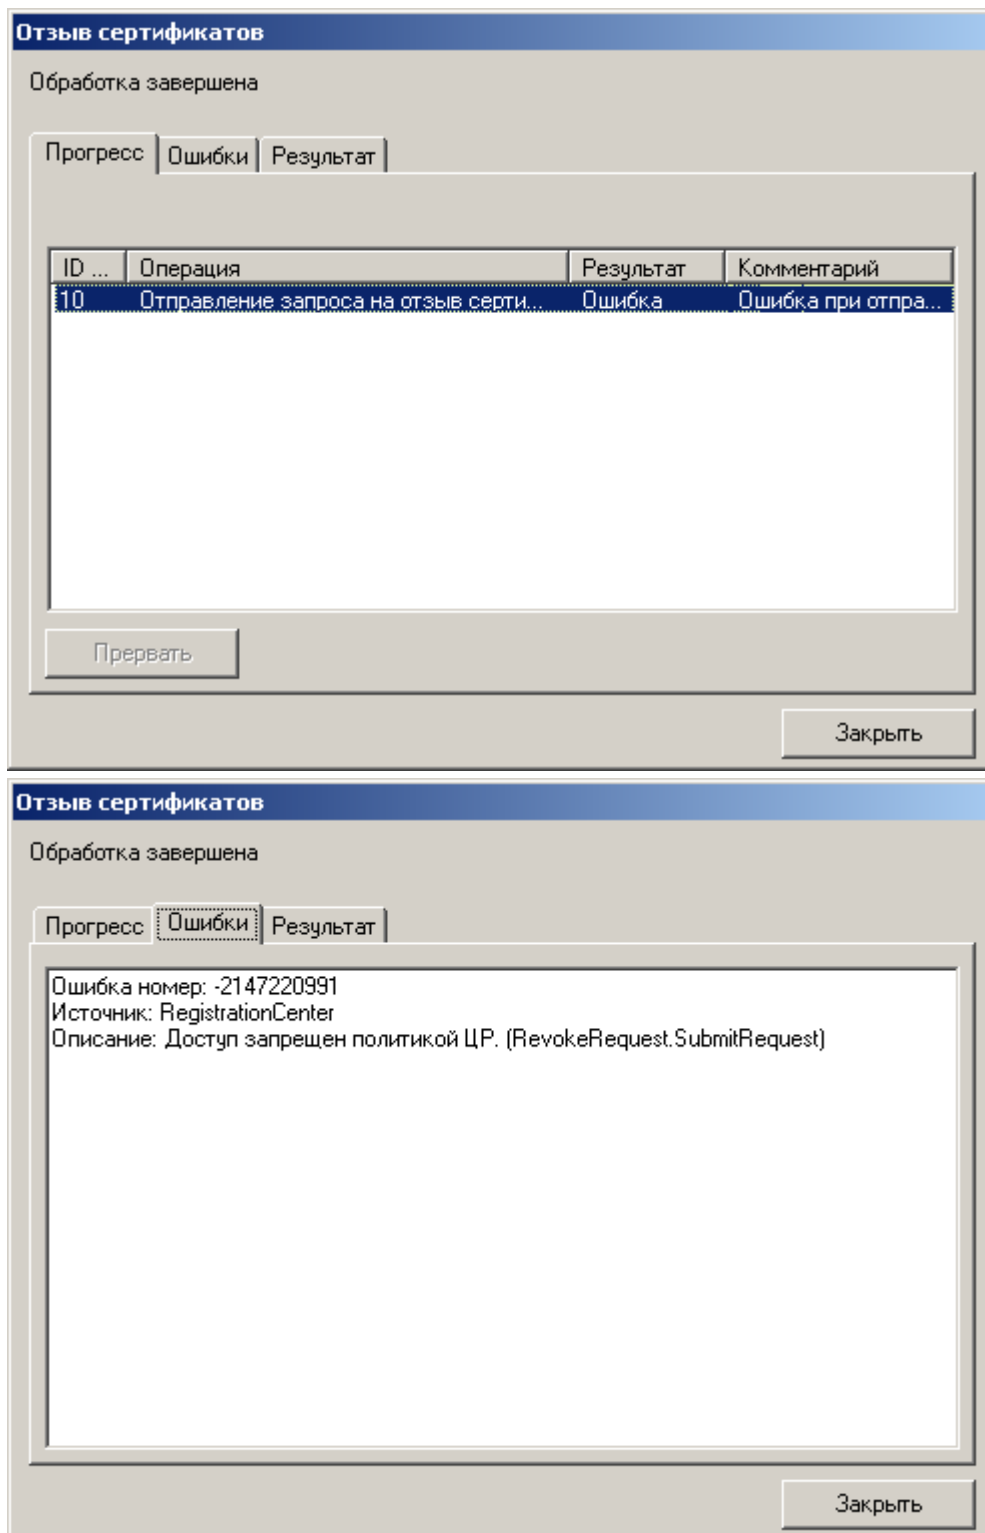 Отзыв сертификатов
Обработка завершена
Прогресс Ошибки Результат
ID ... Операция Результат Комментарий
10 Отправление запроса на отзыв серти... Ошибка Ошибка при отпра...
Прервать
Закрыть
Отзыв сертификатов
Обработка завершена
Прогресс Ошибки Результат
Ошибка номер: -2147220991
Источник: RegistrationCenter
Описание: Доступ запрещен политикой ЦР. (RevokeRequest.SubmitRequest)
Закрыть